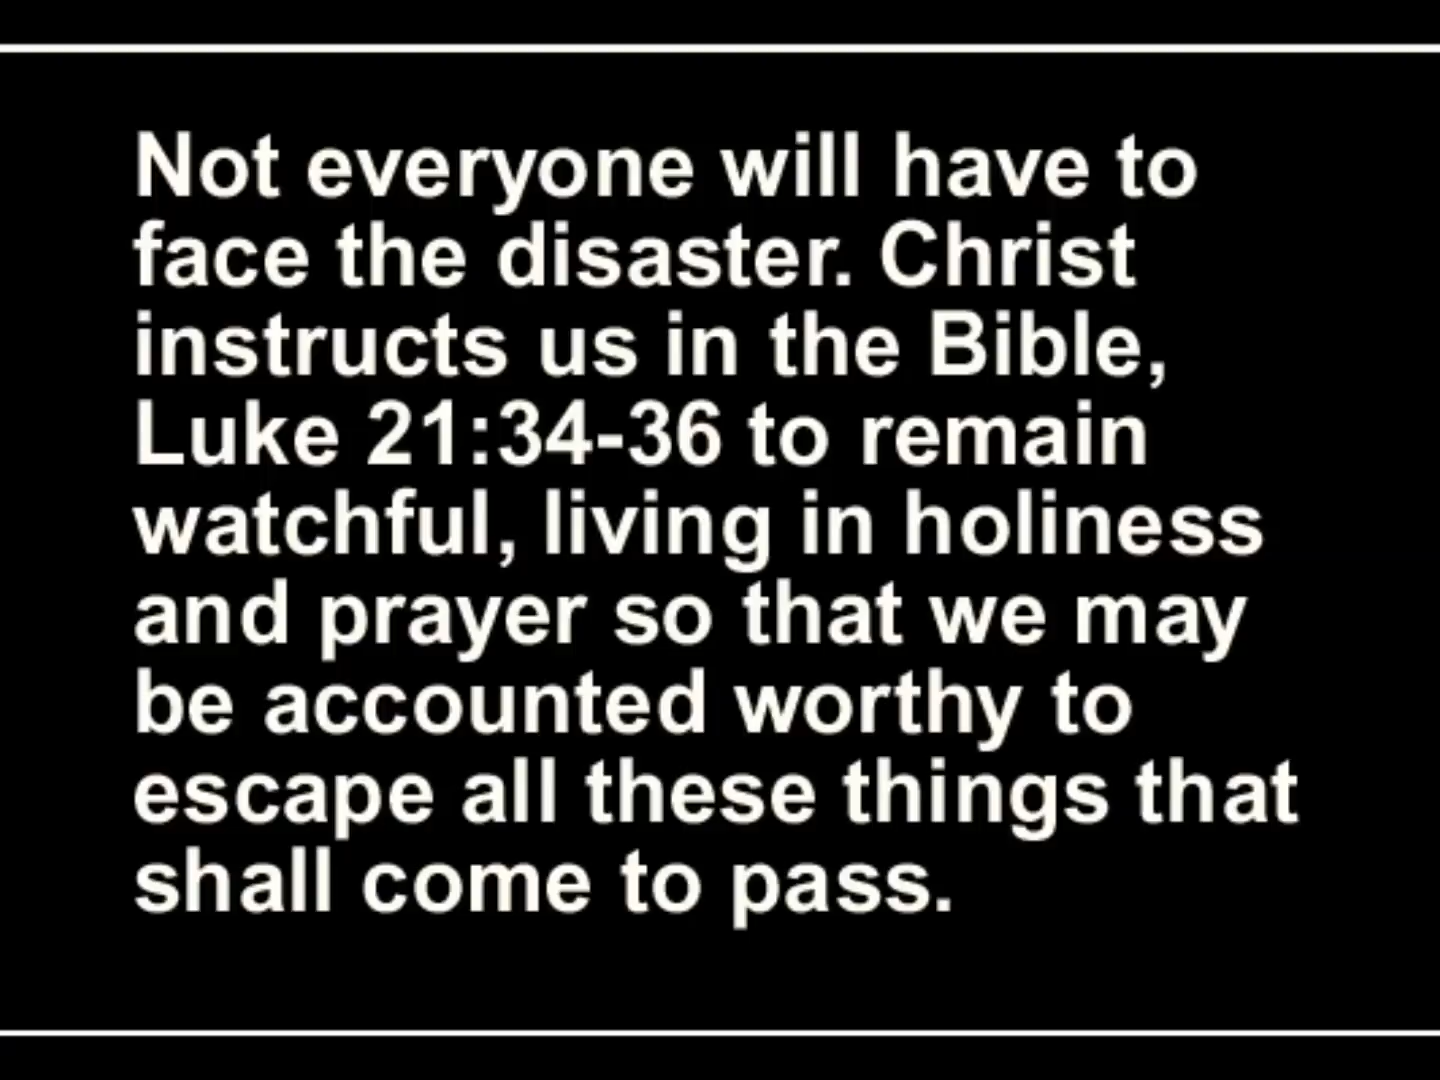 Not everyone will have to
face the disaster. Christ
instructs us in the Bible,
Luke 21:34-36 to remain
watchful, living in holiness
and prayer so that we may
be accounted worthy to
escape all these things that
shall come to pass.